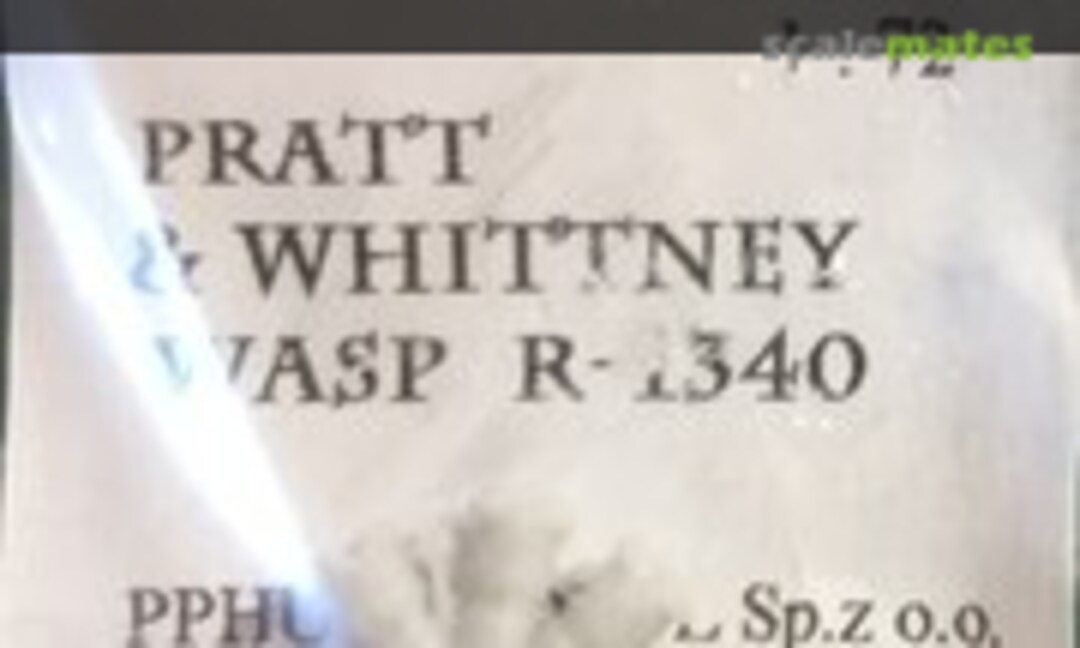 scalemates
PRATT
& WHITTNEY
WASP R-1340
Sp.z o.o.